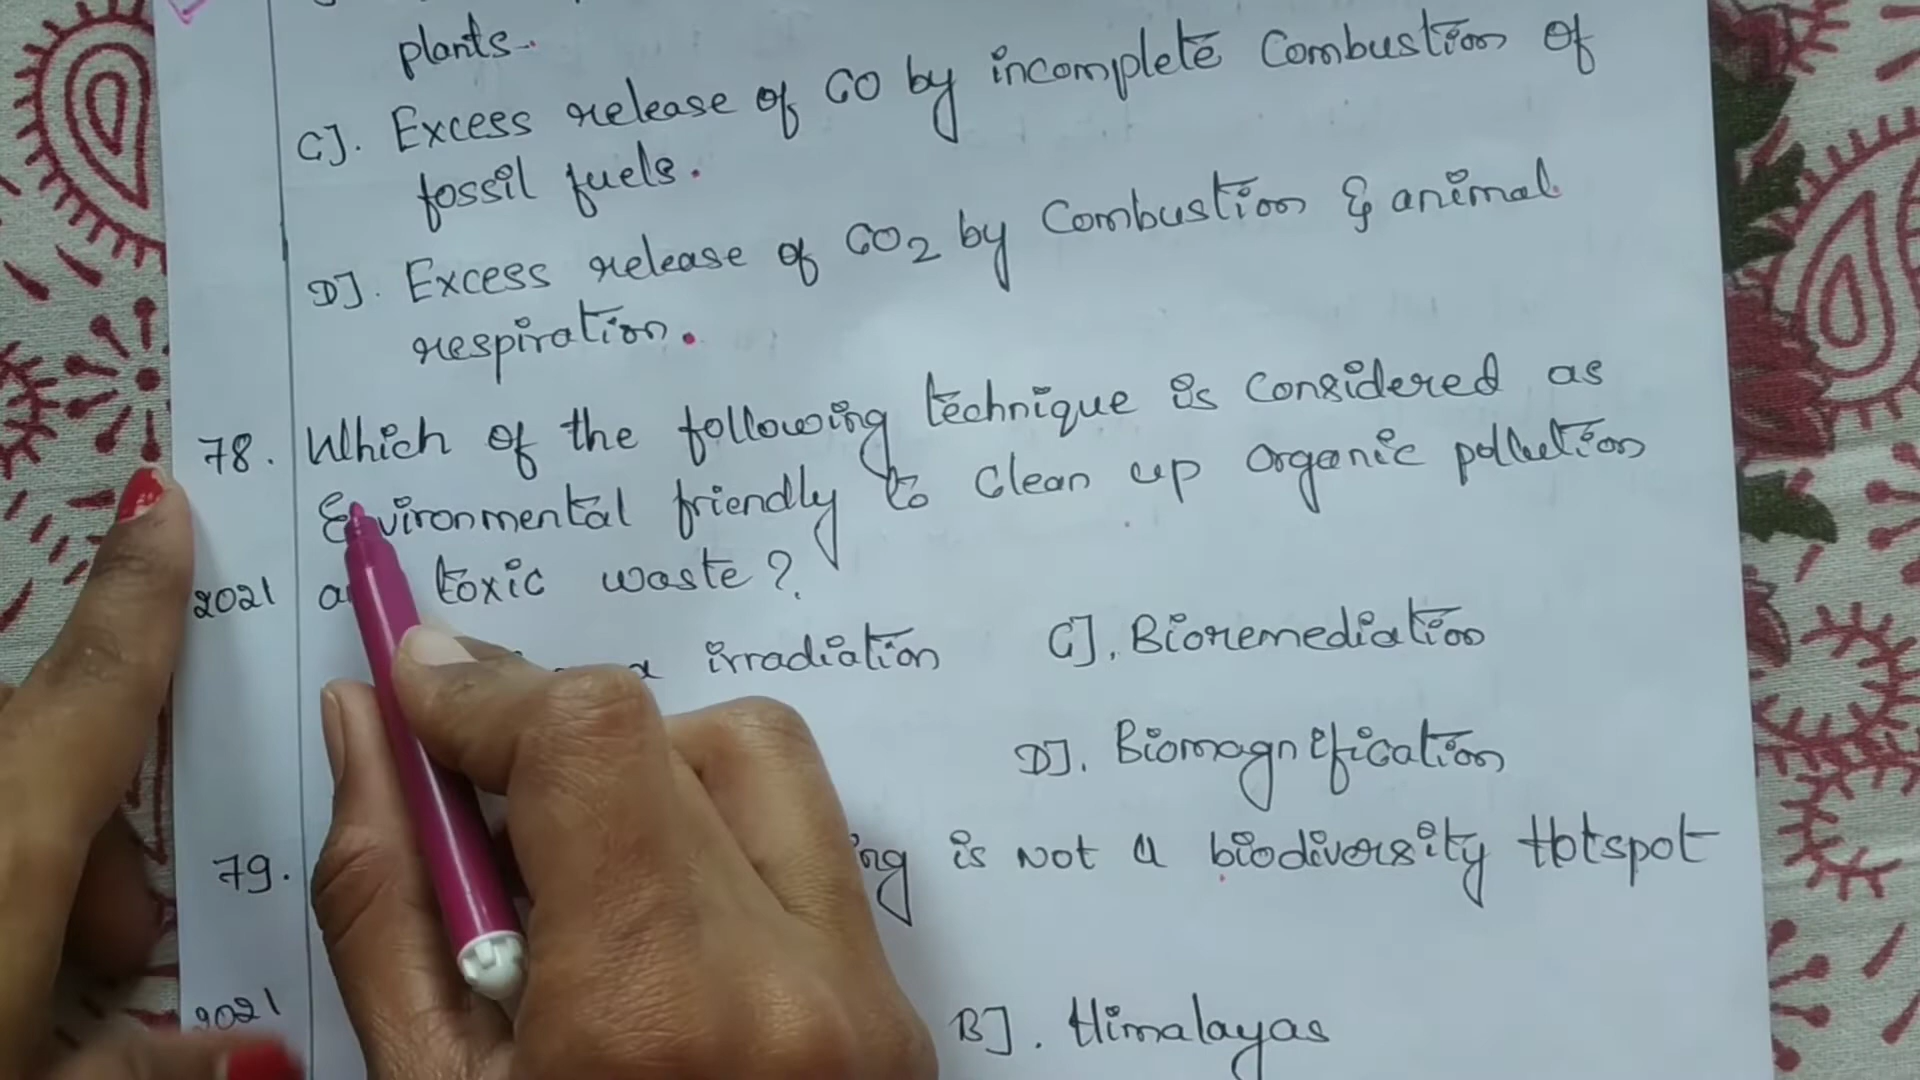 plants.
C]. Excess release of CO by incomplete Combustion of
fossil fuels.
D]. Excess release of CO2 by Combustion & animal
respiration.
78. Which of the following technique is Considered as
Environmental friendly to clean up organic pollution
2021 toxic waste?
irradiation C]. Bioremediation
D]. Biomagnification
79. is Not a biodiversity Hotspot
2021
B]. Himalayas